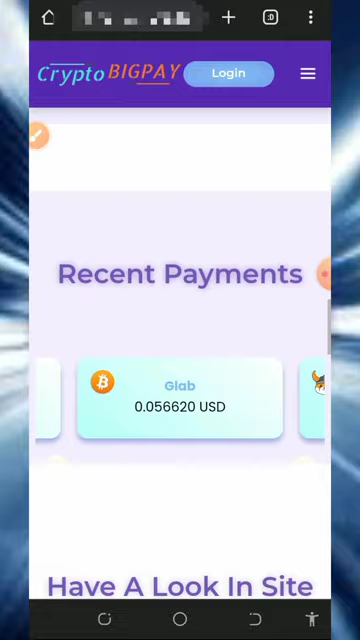 :D
Crypto BIGPAY
Login
Recent Payments
Glab
0.056620 USD
Have A Look In Site